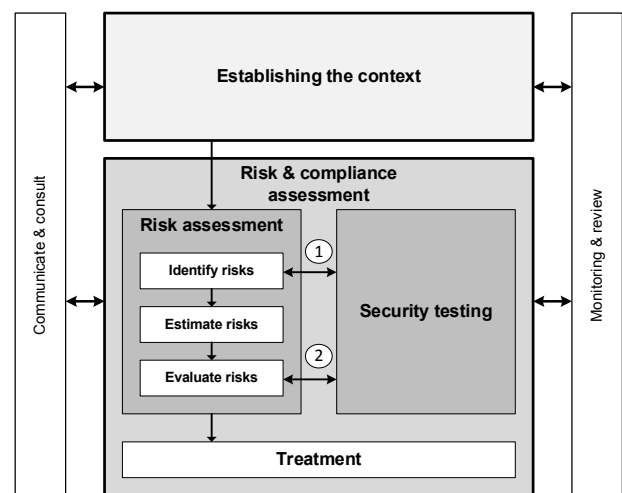 Establishing the context
Communicate & consult
Monitoring & review
Risk & compliance
assessment
Risk assessment
1
Identify risks
Security testing
Estimate risks
2
Evaluate risks
Treatment